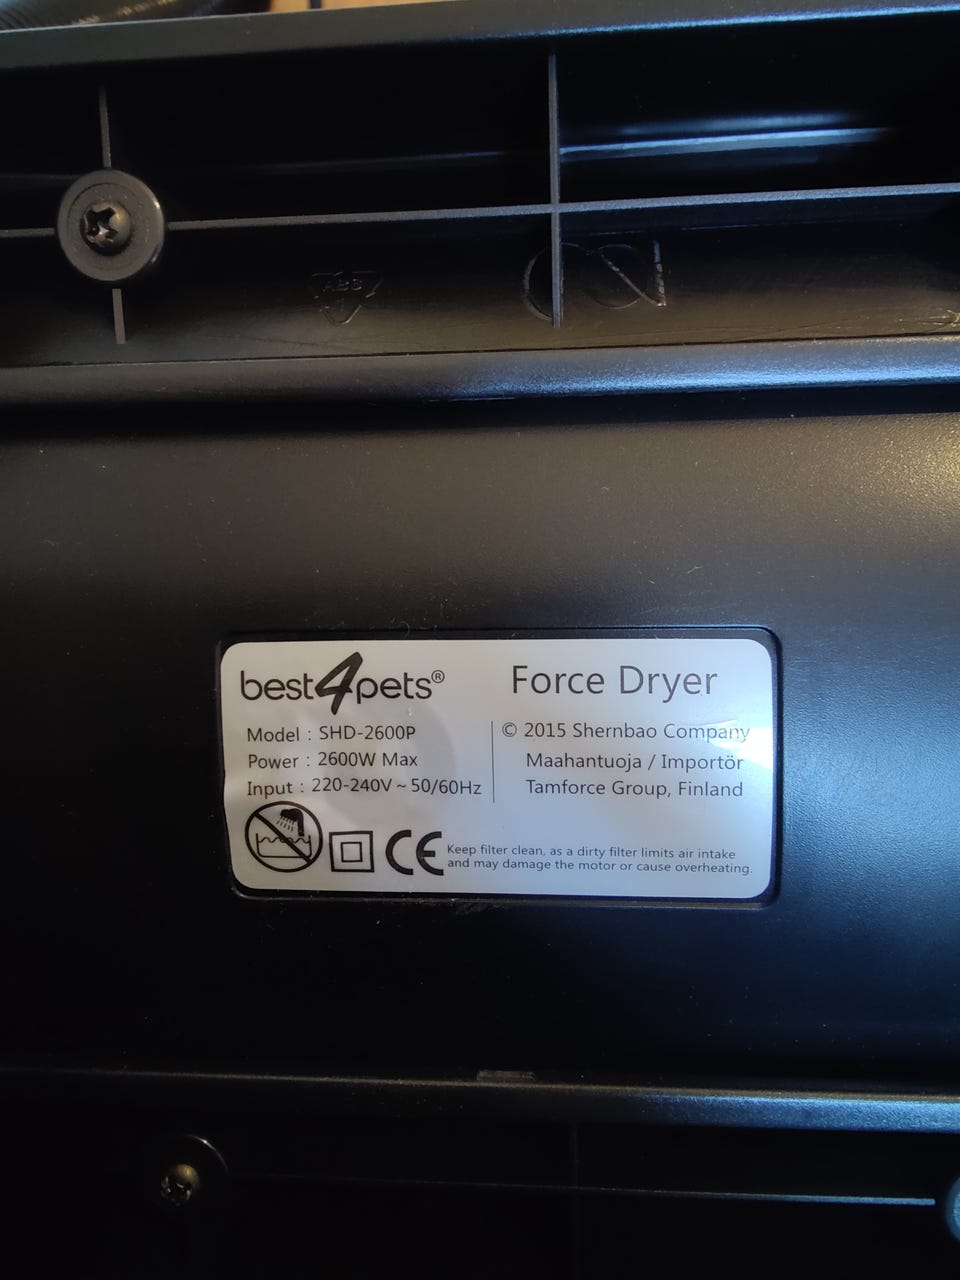 ABS
best4pets®
Force Dryer
Model : SHD-2600P
Power : 2600W Max
Input : 220-240V ~ 50/60Hz
© 2015 Shernbao Company
Maahantuoja / Importör
Tamforce Group, Finland
CE
Keep filter clean, as a dirty filter limits air intake
and may damage the motor or cause overheating.